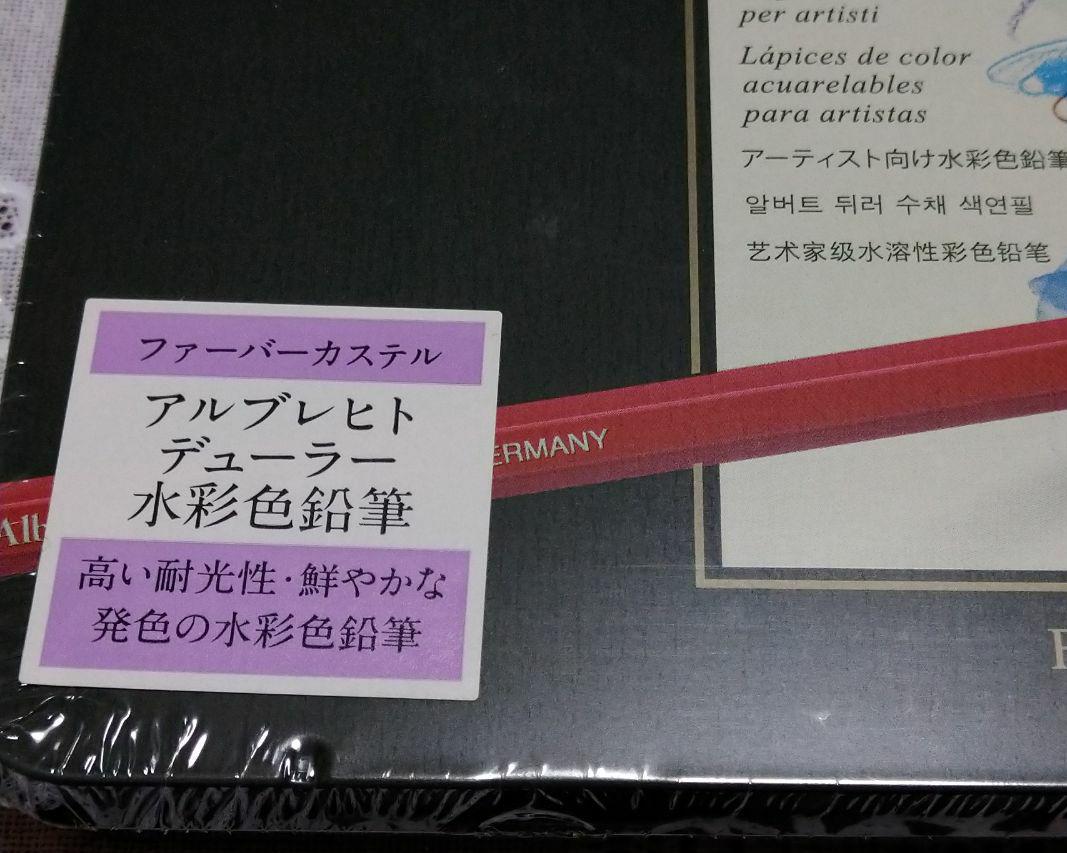 per artisti
Lápices de color
acuarelables
para artistas
アーティスト向け水彩色鉛筆
알버트 뒤러 수채 색연필
艺术家级水溶性彩色铅笔
ファーバーカステル
アルブレヒト
デューラー
水彩色鉛筆
高い耐光性・鮮やかな
発色の水彩色鉛筆
Alb
ERMANY